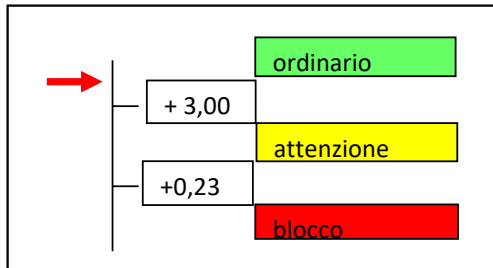 ordinario
+ 3,00
attenzione
+0,23
blocco